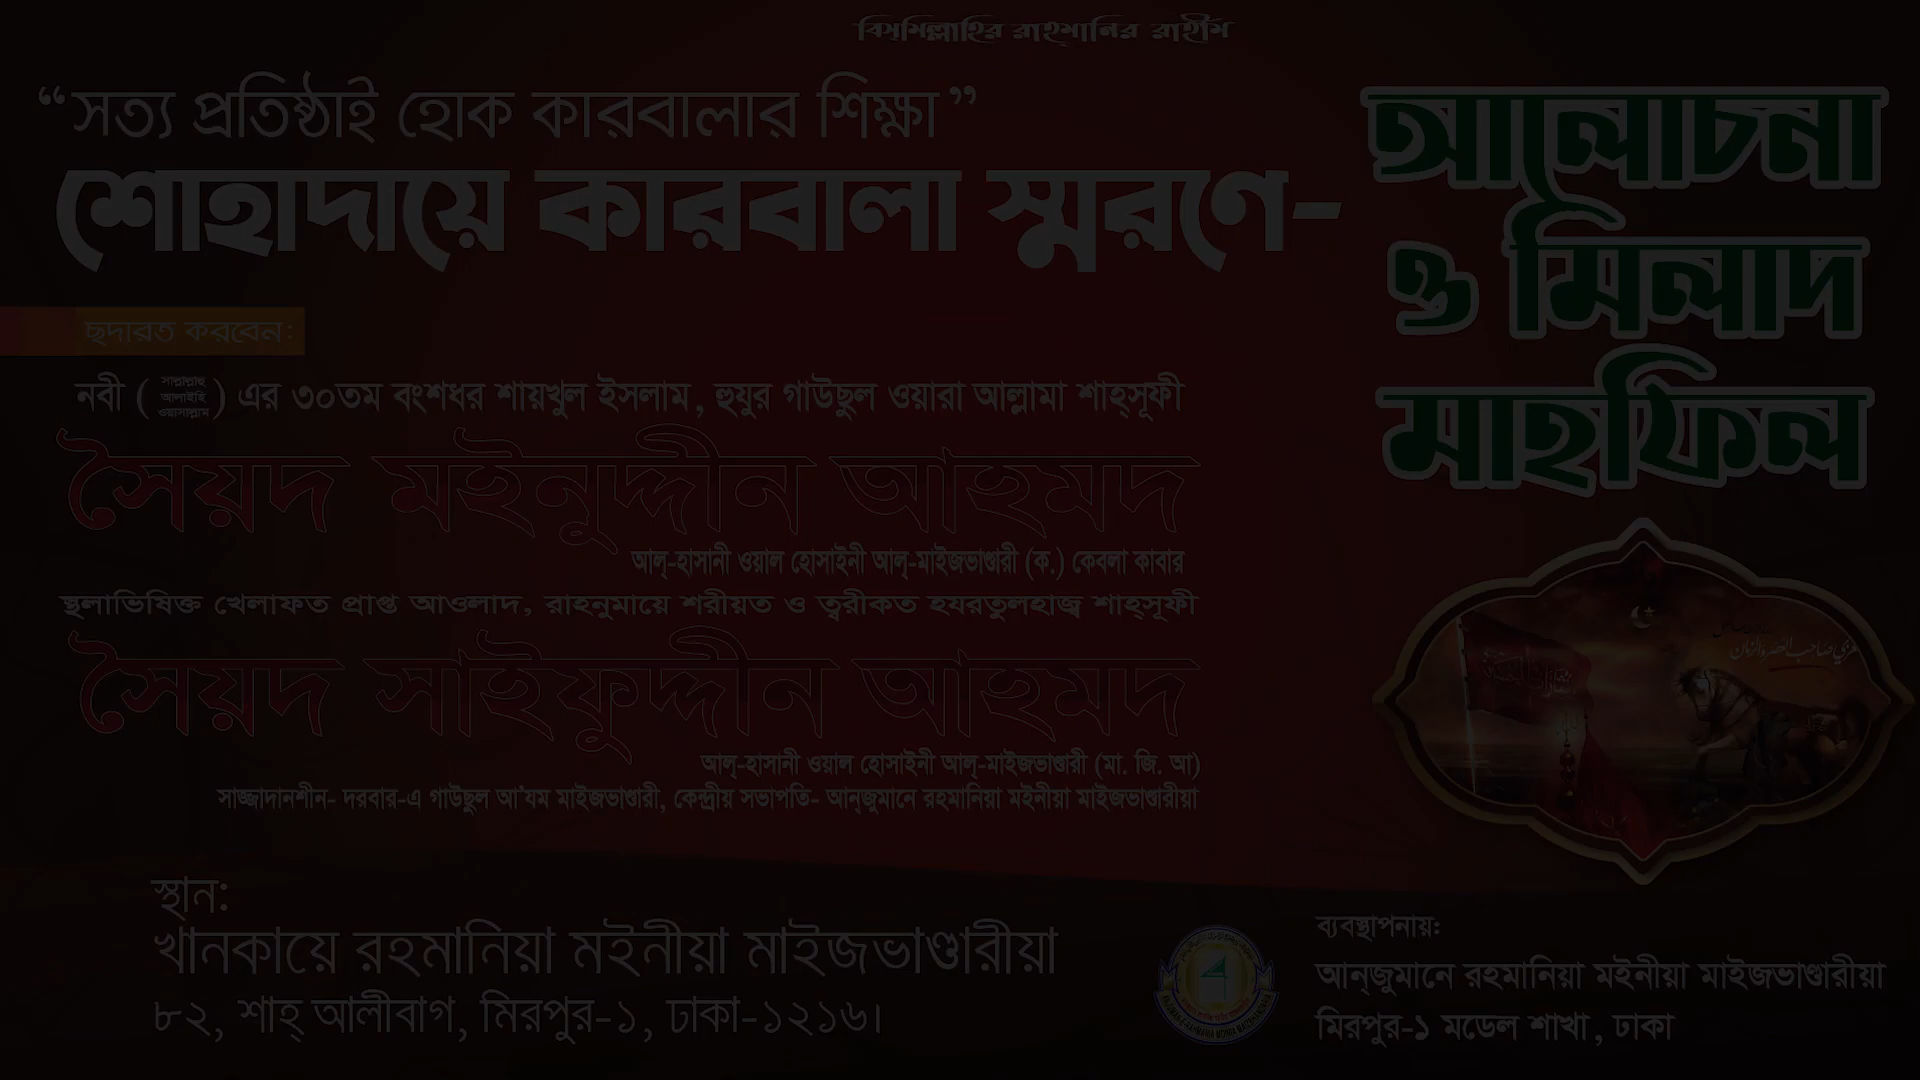 বিস্‌মিল্লাহির রাহ্‌মানির রাহীম
“সত্য প্রতিষ্ঠাই হোক কারবালার শিক্ষা”
শোহাদায়ে কারবালা স্মরণে-
আলোচনা
ও মিলাদ
মাহফিল
ছদারত করবেন:
নবী (সাল্লাল্লাহু আলাইহি ওয়াসাল্লাম) এর ৩০তম বংশধর শায়খুল ইসলাম, হুযুর গাউছুল ওয়ারা আল্লামা শাহ্‌সূফী
সৈয়দ মইনুদ্দীন আহমদ
আল্‌-হাসানী ওয়াল হোসাইনী আল্‌-মাইজভাণ্ডারী (ক.) কেবলা কাবার
স্থলাভিষিক্ত খেলাফত প্রাপ্ত আওলাদ, রাহনুমায়ে শরীয়ত ও ত্বরীকত হযরতুলহাজ্ব শাহ্‌সূফী
সৈয়দ সাইফুদ্দীন আহমদ
আল্‌-হাসানী ওয়াল হোসাইনী আল্‌-মাইজভাণ্ডারী (মা. জি. আ)
সাজ্জাদানশীন- দরবার-এ গাউছুল আ'যম মাইজভাণ্ডারী, কেন্দ্রীয় সভাপতি- আন্‌জুমানে রহমানিয়া মইনীয়া মাইজভাণ্ডারীয়া
স্থান:
খানকায়ে রহমানিয়া মইনীয়া মাইজভাণ্ডারীয়া
৮২, শাহ্‌ আলীবাগ, মিরপুর-১, ঢাকা-১২১৬।
ব্যবস্থাপনায়:
আন্‌জুমানে রহমানিয়া মইনীয়া মাইজভাণ্ডারীয়া
মিরপুর-১ মডেল শাখা, ঢাকা